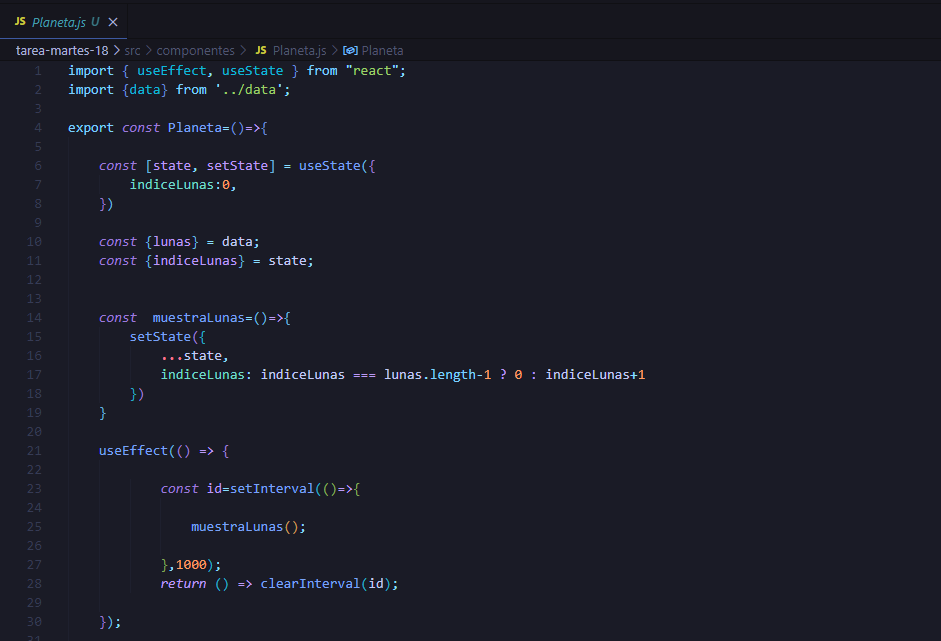 JS Planeta.js U ×
tarea-martes-18 > src > componentes > JS Planeta.js > Planeta
1 import { useEffect, useState } from "react";
2 import {data} from '../data';
3
4 export const Planeta=()=>{
5
6 const [state, setState] = useState({
7 indiceLunas:0,
8 })
9
10 const {lunas} = data;
11 const {indiceLunas} = state;
12
13
14 const  muestraLunas=()=>{
15 setState({
16 ...state,
17 indiceLunas: indiceLunas === lunas.length-1 ? 0 : indiceLunas+1
18 })
19 }
20
21 useEffect(() => {
22
23 const id=setInterval(()=>{
24
25 muestraLunas();
26
27 },1000);
28 return () => clearInterval(id);
29
30 });
31